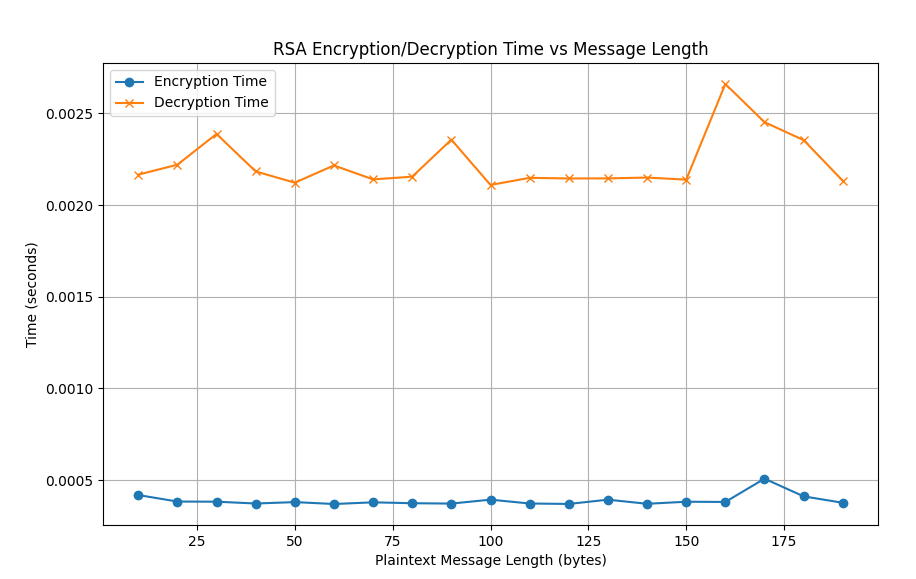 RSA Encryption/Decryption Time vs Message Length
Encryption Time
Decryption Time
0.0025
0.0020
0.0015
0.0010
0.0005
Time (seconds)
25 50 75 100 125 150 175
Plaintext Message Length (bytes)